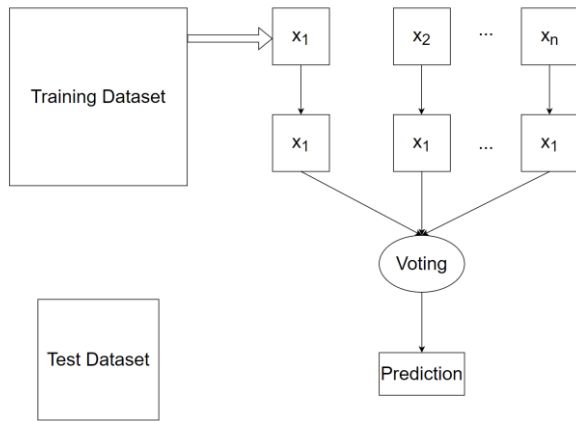 Training Dataset
x₁
x₂
...
xₙ
x₁
x₁
...
x₁
Voting
Test Dataset
Prediction